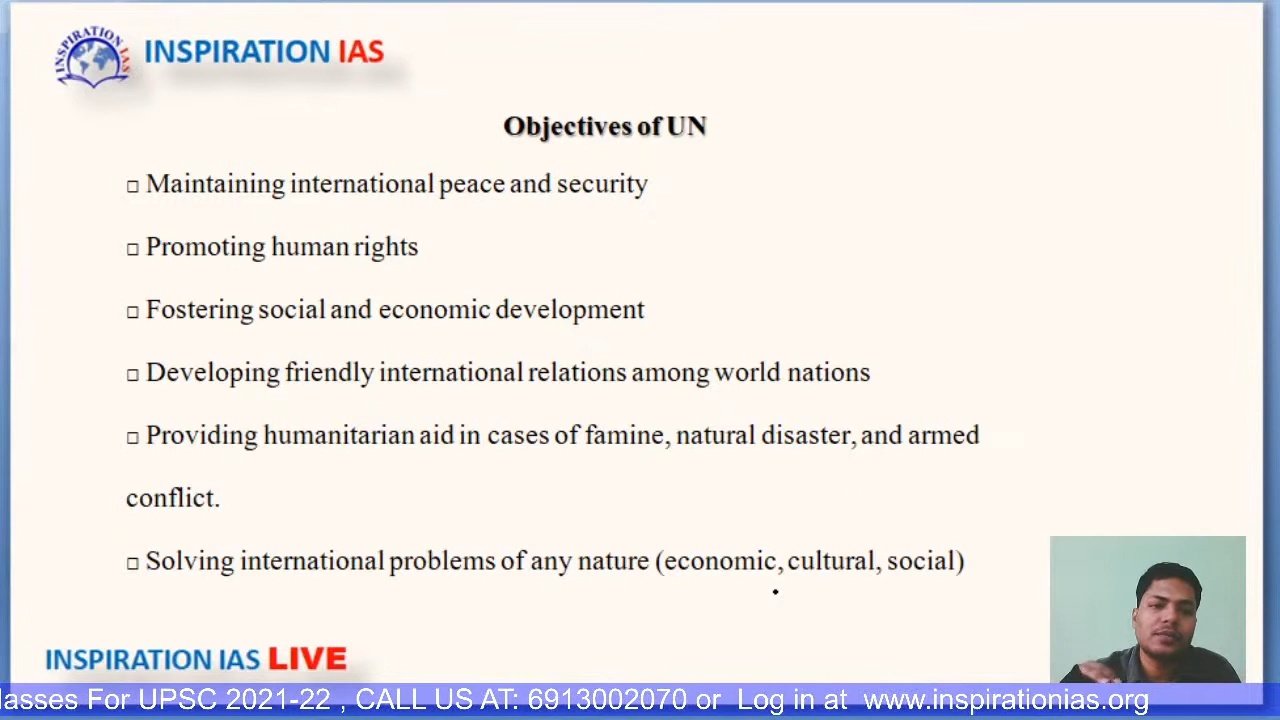 INSPIRATION IAS
INSPIRATION IAS
Objectives of UN
□ Maintaining international peace and security
□ Promoting human rights
□ Fostering social and economic development
□ Developing friendly international relations among world nations
□ Providing humanitarian aid in cases of famine, natural disaster, and armed
conflict.
□ Solving international problems of any nature (economic, cultural, social)
INSPIRATION IAS LIVE
lasses For UPSC 2021-22 , CALL US AT: 6913002070 or Log in at www.inspirationias.org